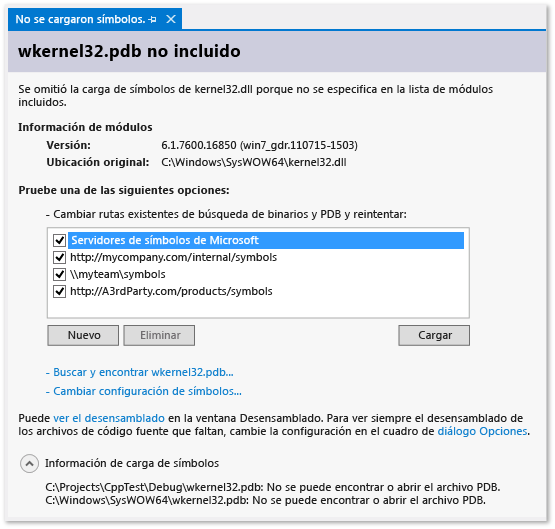 No se cargaron símbolos.
wkernel32.pdb no incluido
Se omitió la carga de símbolos de kernel32.dll porque no se especifica en la lista de módulos
incluidos.
Información de módulos
Versión: 6.1.7600.16850 (win7_gdr.110715-1503)
Ubicación original: C:\Windows\SysWOW64\kernel32.dll
Pruebe una de las siguientes opciones:
- Cambiar rutas existentes de búsqueda de binarios y PDB y reintentar:
Servidores de símbolos de Microsoft
http://mycompany.com/internal/symbols
\\myteam\symbols
http://A3rdParty.com/products/symbols
Nuevo Eliminar Cargar
- Buscar y encontrar wkernel32.pdb...
- Cambiar configuración de símbolos...
Puede ver el desensamblado en la ventana Desensamblado. Para ver siempre el desensamblado de
los archivos de código fuente que faltan, cambie la configuración en el cuadro de diálogo Opciones.
Información de carga de símbolos
C:\Projects\CppTest\Debug\wkernel32.pdb: No se puede encontrar o abrir el archivo PDB.
C:\Windows\SysWOW64\wkernel32.pdb: No se puede encontrar o abrir el archivo PDB.